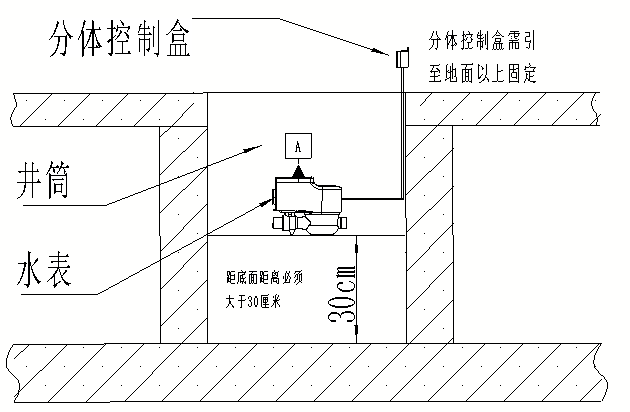 分体控制盒
分体控制盒需引
至地面以上固定
A
井筒
水表
距底面距离必须
大于30厘米
30cm